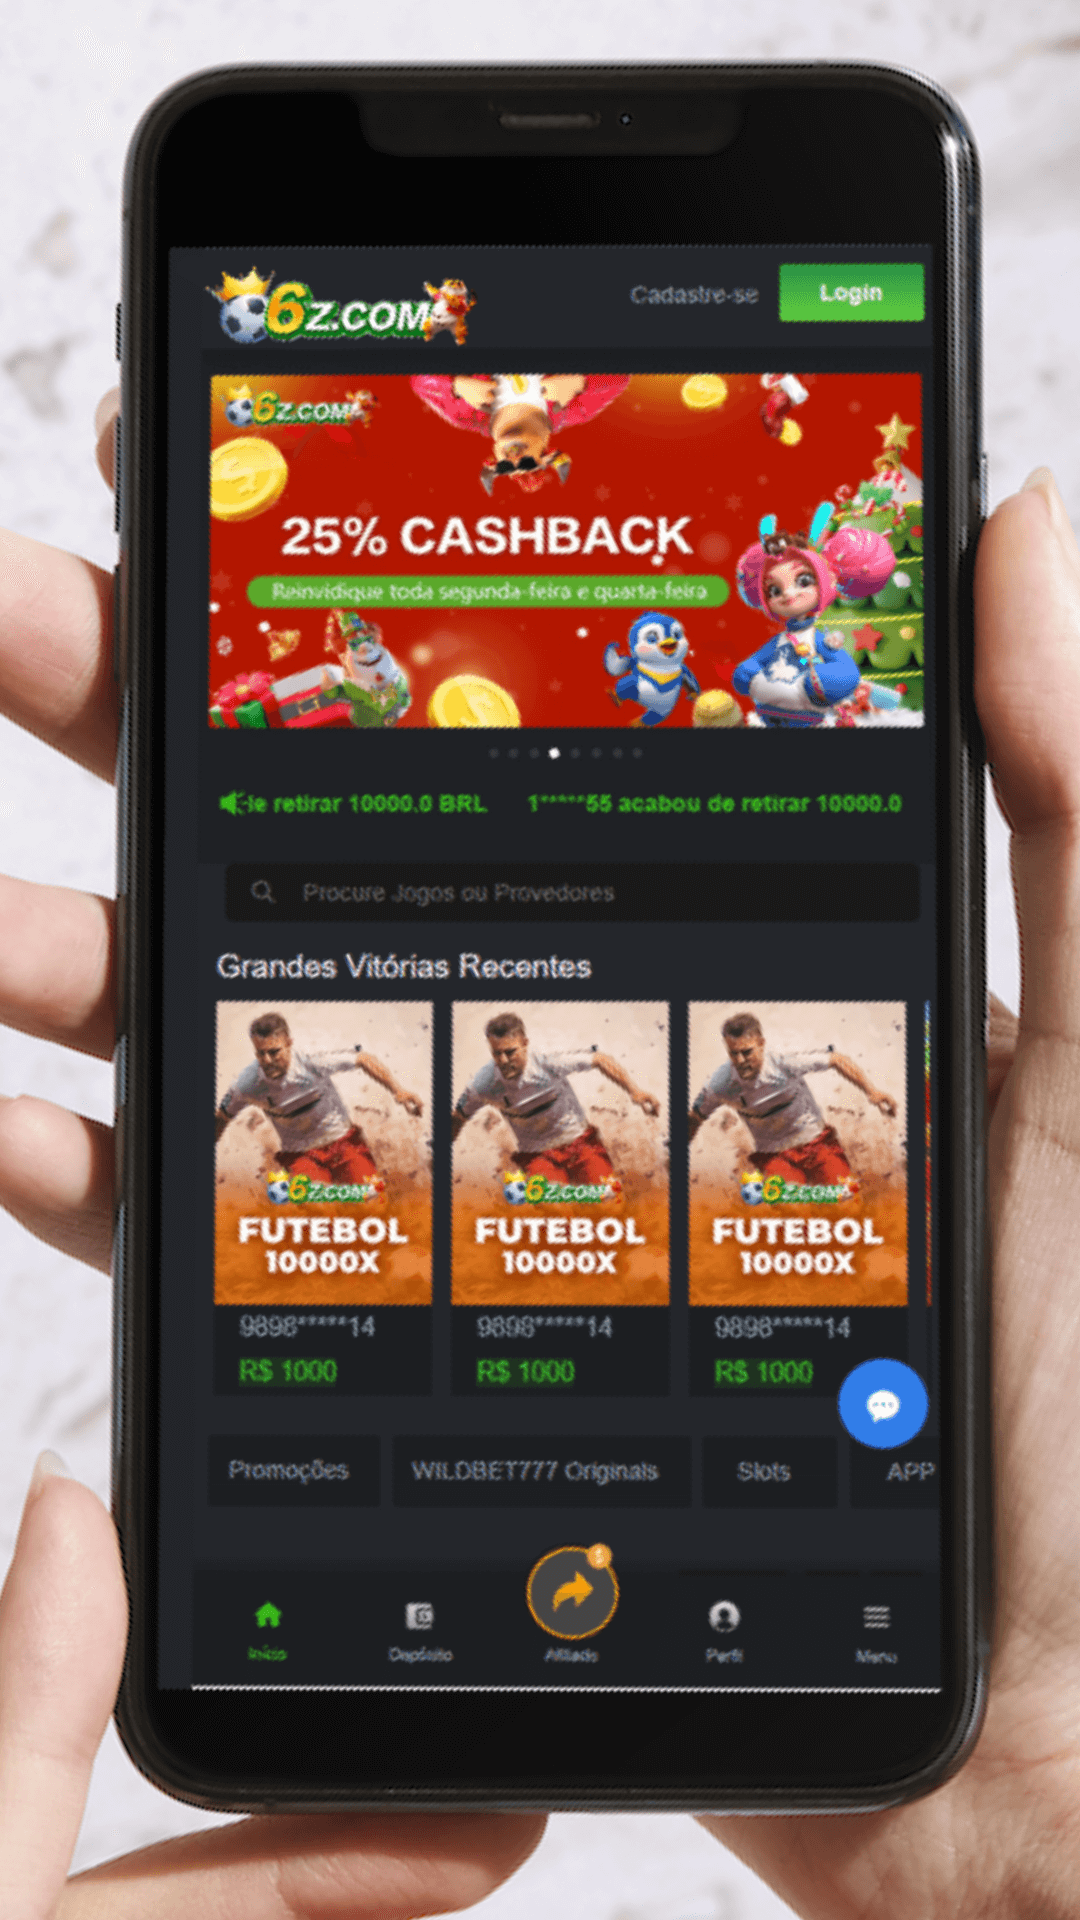 6z.COM
Cadastre-se
Login
6z.COM
25% CASHBACK
Reinvidique toda segunda-feira e quarta-feira
le retirar 10000.0 BRL 1*****55 acabou de retirar 10000.0
Procure Jogos ou Provedores
Grandes Vitórias Recentes
6z.COM 6z.COM 6z.COM
FUTEBOL FUTEBOL FUTEBOL
10000X 10000X 10000X
9898*****14 9898*****14 9898*****14
R$ 1000 R$ 1000 R$ 1000
Promoções WILDBET777 Originals Slots APP
Início Depósito Afiliado Perfil Menu